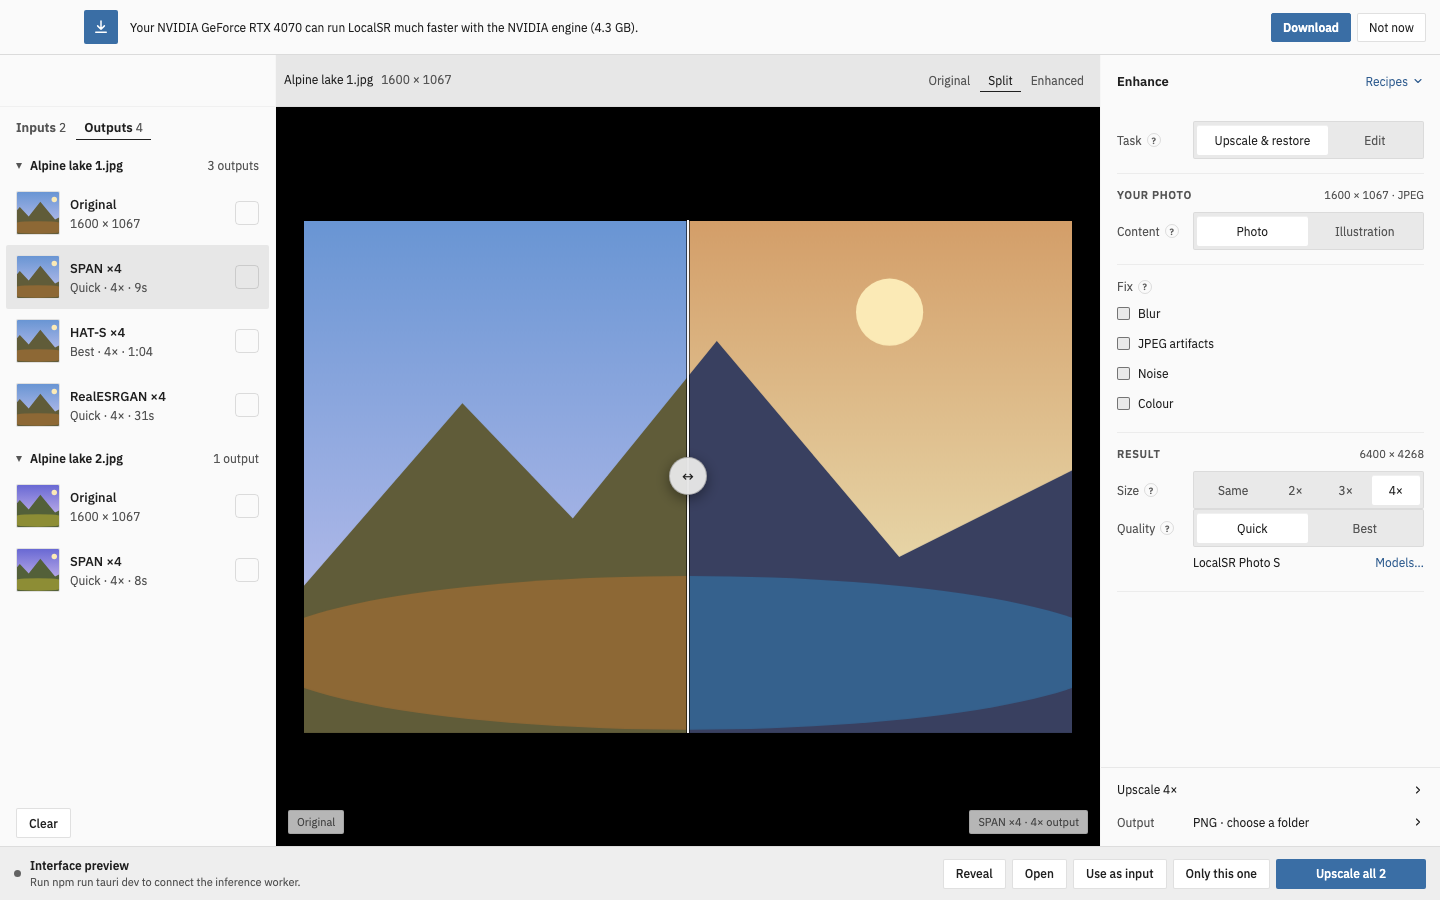 Your NVIDIA GeForce RTX 4070 can run LocalSR much faster with the NVIDIA engine (4.3 GB).
Download
Not now
Alpine lake 1.jpg 1600 × 1067
Original
Split
Enhanced
Enhance
Recipes
Inputs 2
Outputs 4
Alpine lake 1.jpg
3 outputs
Original
1600 × 1067
SPAN ×4
Quick · 4× · 9s
HAT-S ×4
Best · 4× · 1:04
RealESRGAN ×4
Quick · 4× · 31s
Alpine lake 2.jpg
1 output
Original
1600 × 1067
SPAN ×4
Quick · 4× · 8s
Clear
Original
SPAN ×4 · 4× output
Task ?
Upscale & restore
Edit
YOUR PHOTO
1600 × 1067 · JPEG
Content ?
Photo
Illustration
Fix ?
Blur
JPEG artifacts
Noise
Colour
RESULT
6400 × 4268
Size ?
Same
2×
3×
4×
Quality ?
Quick
Best
LocalSR Photo S
Models...
Upscale 4×
Output
PNG · choose a folder
Interface preview
Run npm run tauri dev to connect the inference worker.
Reveal
Open
Use as input
Only this one
Upscale all 2